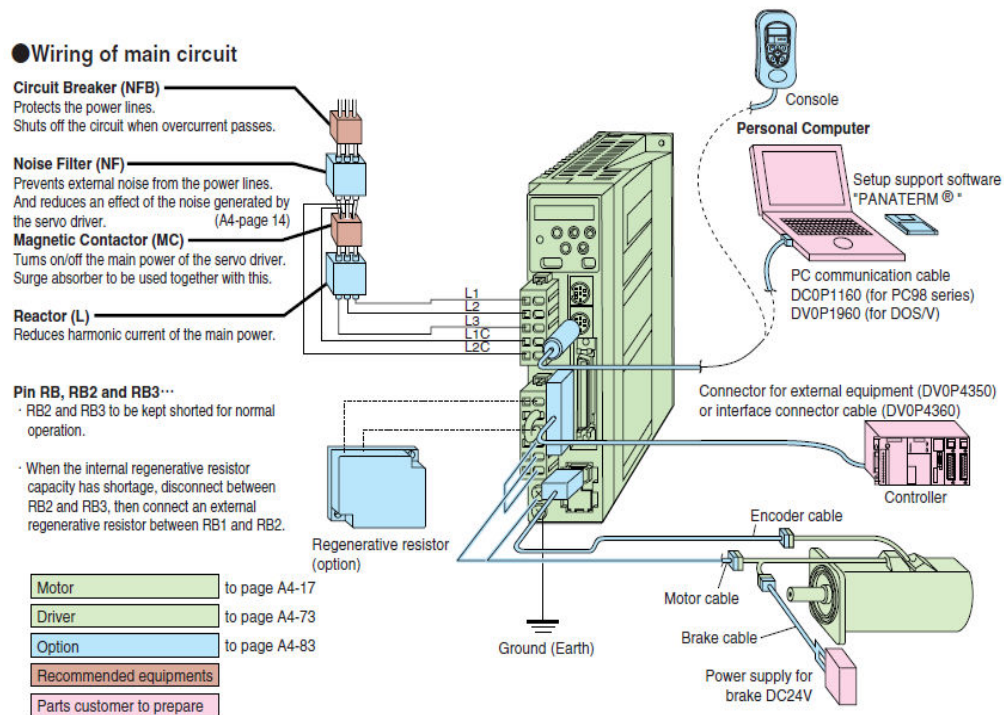 ●Wiring of main circuit
Circuit Breaker (NFB)
Protects the power lines.
Shuts off the circuit when overcurrent passes.
Noise Filter (NF)
Prevents external noise from the power lines.
And reduces an effect of the noise generated by
the servo driver. (A4-page 14)
Magnetic Contactor (MC)
Turns on/off the main power of the servo driver.
Surge absorber to be used together with this.
Reactor (L)
Reduces harmonic current of the main power.
L1
L2
L3
L1C
L2C
Pin RB, RB2 and RB3···
· RB2 and RB3 to be kept shorted for normal
operation.
· When the internal regenerative resistor
capacity has shortage, disconnect between
RB2 and RB3, then connect an external
regenerative resistor between RB1 and RB2.
Regenerative resistor
(option)
Motor to page A4-17
Driver to page A4-73
Option to page A4-83
Recommended equipments
Parts customer to prepare
Console
Personal Computer
Setup support software
"PANATERM ® "
PC communication cable
DC0P1160 (for PC98 series)
DV0P1960 (for DOS/V)
Connector for external equipment (DV0P4350)
or interface connector cable (DV0P4360)
Controller
Encoder cable
Motor cable
Brake cable
Ground (Earth)
Power supply for
brake DC24V